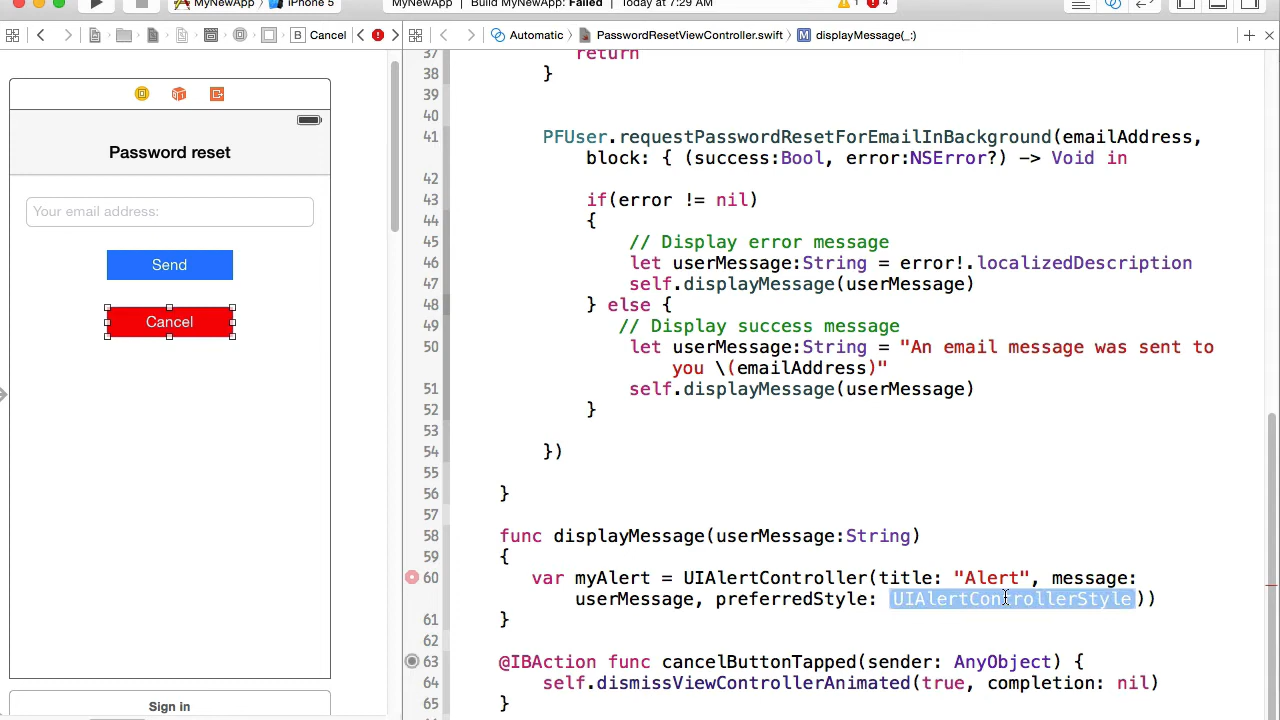 MyNewApp > iPhone 5
MyNewApp | Build MyNewApp: Failed | Today at 7:29 AM 1 4
B Cancel
Automatic > PasswordResetViewController.swift > M displayMessage(_:)
Password reset
Your email address:
Send
Cancel
Sign in
37 return
38 }
39
40
41 PFUser.requestPasswordResetForEmailInBackground(emailAddress,
block: { (success:Bool, error:NSError?) -> Void in
42
43 if(error != nil)
44 {
45 // Display error message
46 let userMessage:String = error!.localizedDescription
47 self.displayMessage(userMessage)
48 } else {
49 // Display success message
50 let userMessage:String = "An email message was sent to
you \(emailAddress)"
51 self.displayMessage(userMessage)
52 }
53
54 })
55
56 }
57
58 func displayMessage(userMessage:String)
59 {
60 var myAlert = UIAlertController(title: "Alert", message:
userMessage, preferredStyle: UIAlertControllerStyle))
61 }
62
63 @IBAction func cancelButtonTapped(sender: AnyObject) {
64 self.dismissViewControllerAnimated(true, completion: nil)
65 }